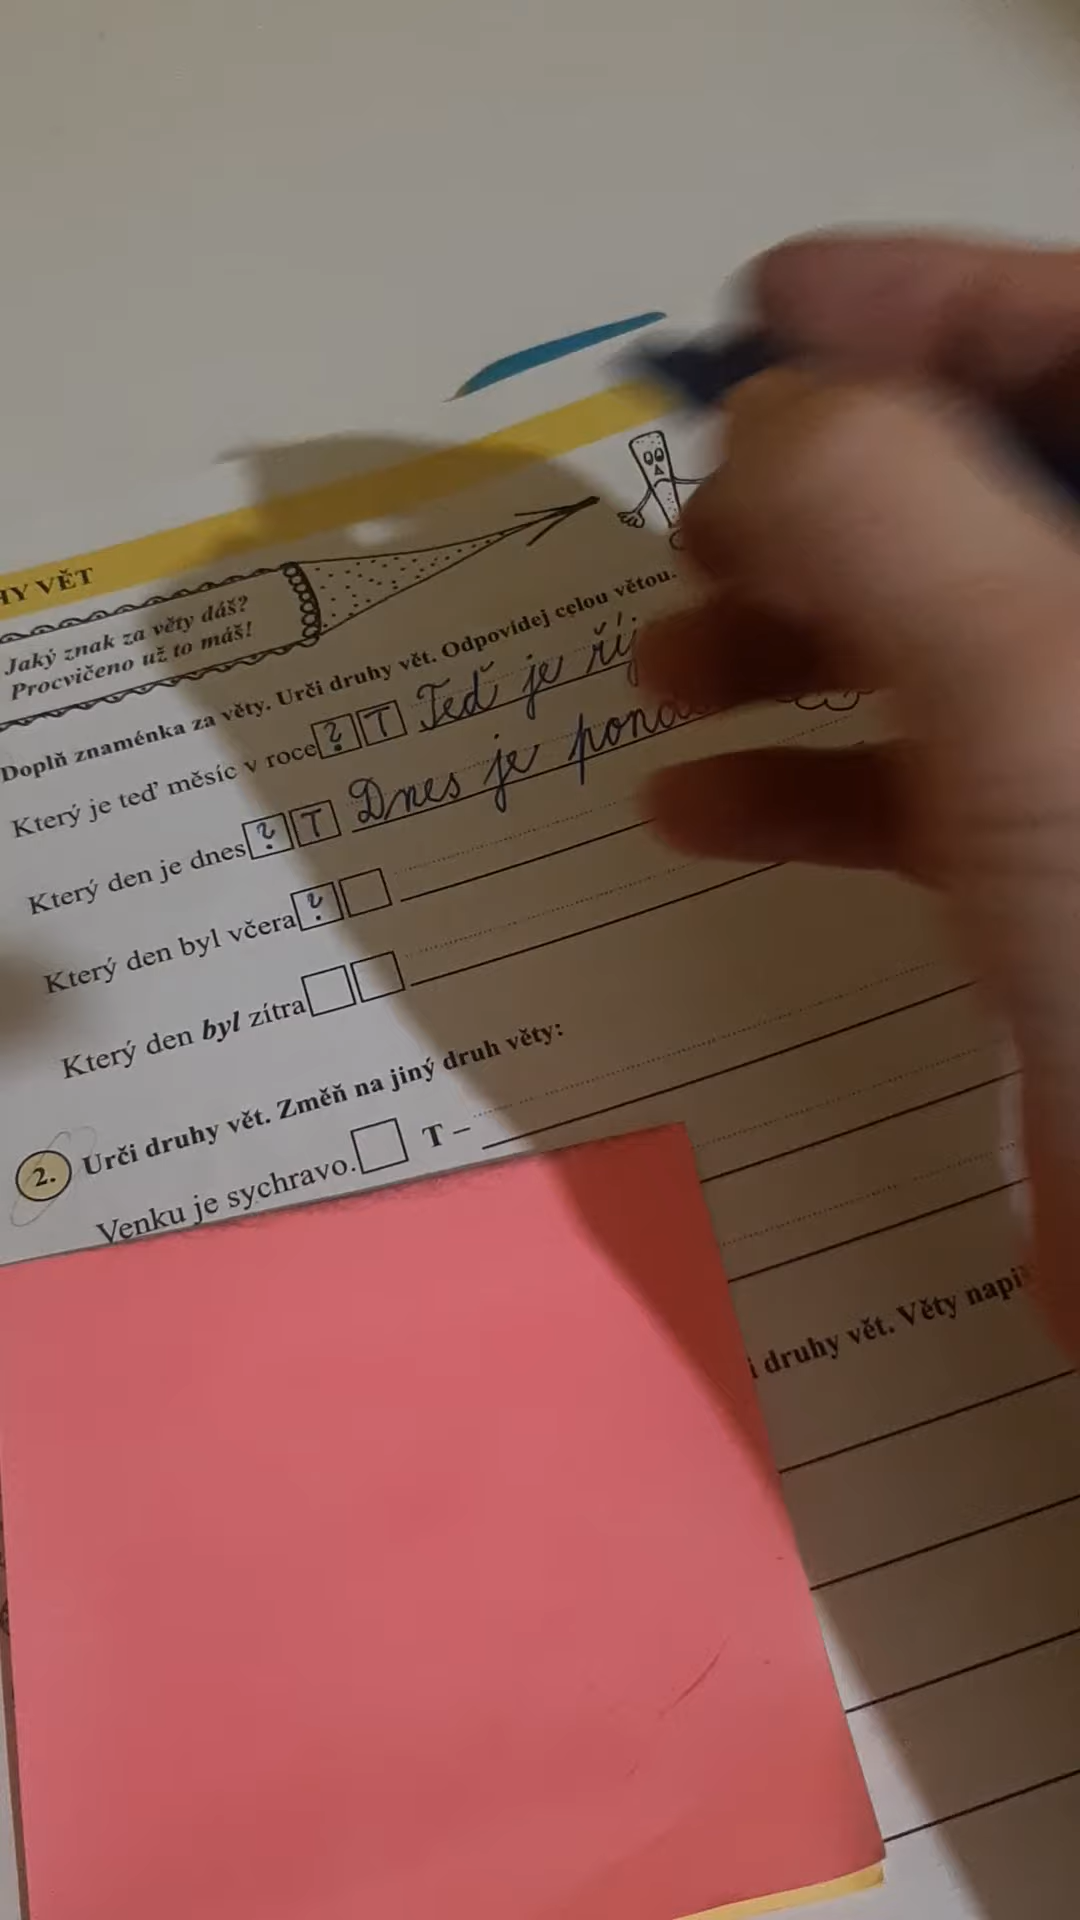 VĚT
Jaký znak za věty dáš?
Procvičeno už to máš!
Doplň znaménka za věty. Urči druhy vět. Odpovídej celou větou.
Který je teď měsíc v roce ? T Teď je
Který den je dnes ? T Dnes je
Který den byl včera ?
Který den byl zítra
2. Urči druhy vět. Změň na jiný druh věty:
Venku je sychravo. T –
druhy vět. Věty